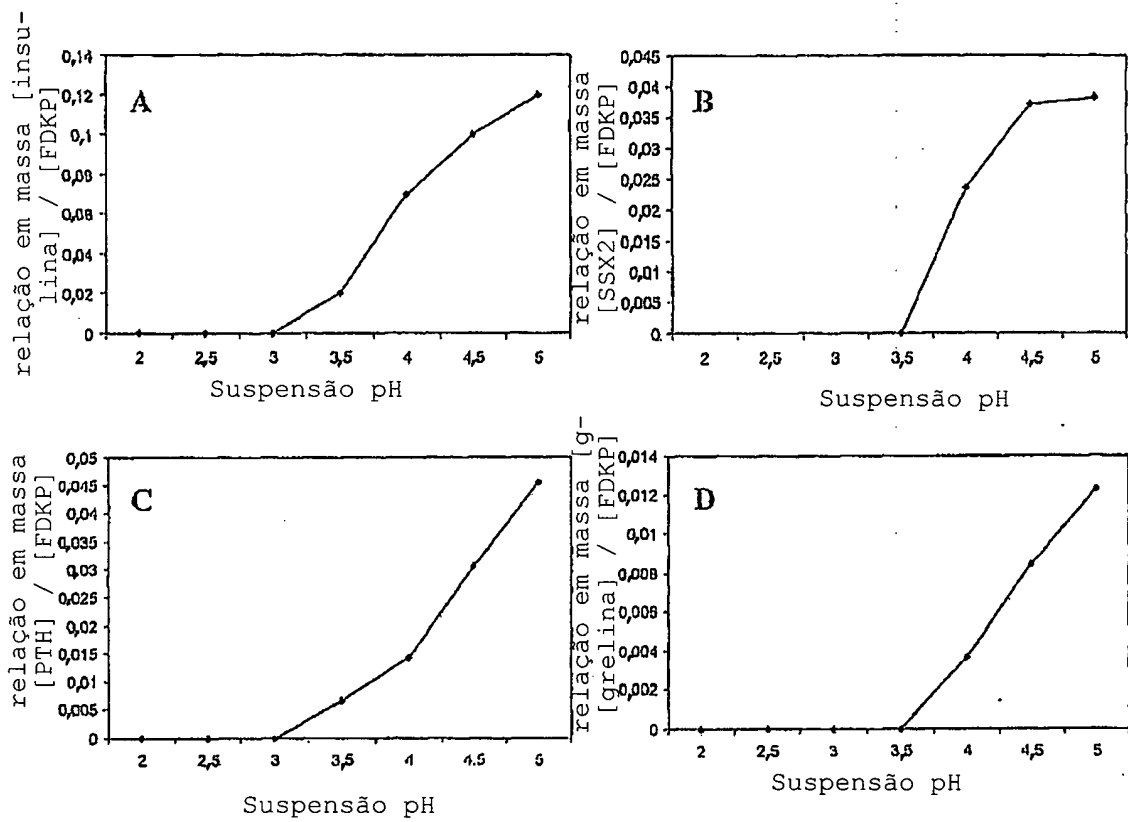 relação em massa [insu-
lina] / [FDKP]
0,14
0,12
0,1
0,08
0,06
0,04
0,02
0
A
2 2,5 3 3,5 4 4,5 5
Suspensão pH
relação em massa
[SSX2] / [FDKP]
0,045
0,04
0,035
0,03
0,025
0,02
0,015
0,01
0,005
0
B
2 2,5 3 3,5 4 4,5 5
Suspensão pH
relação em massa
[PTH] / [FDKP]
0,05
0,045
0,04
0,035
0,03
0,025
0,02
0,015
0,01
0,005
0
C
2 2,5 3 3,5 4 4,5 5
Suspensão pH
relação em massa [g-
[grelina] / [FDKP]
0,014
0,012
0,01
0,008
0,006
0,004
0,002
0
D
2 2,5 3 3,5 4 4,5 5
Suspensão pH